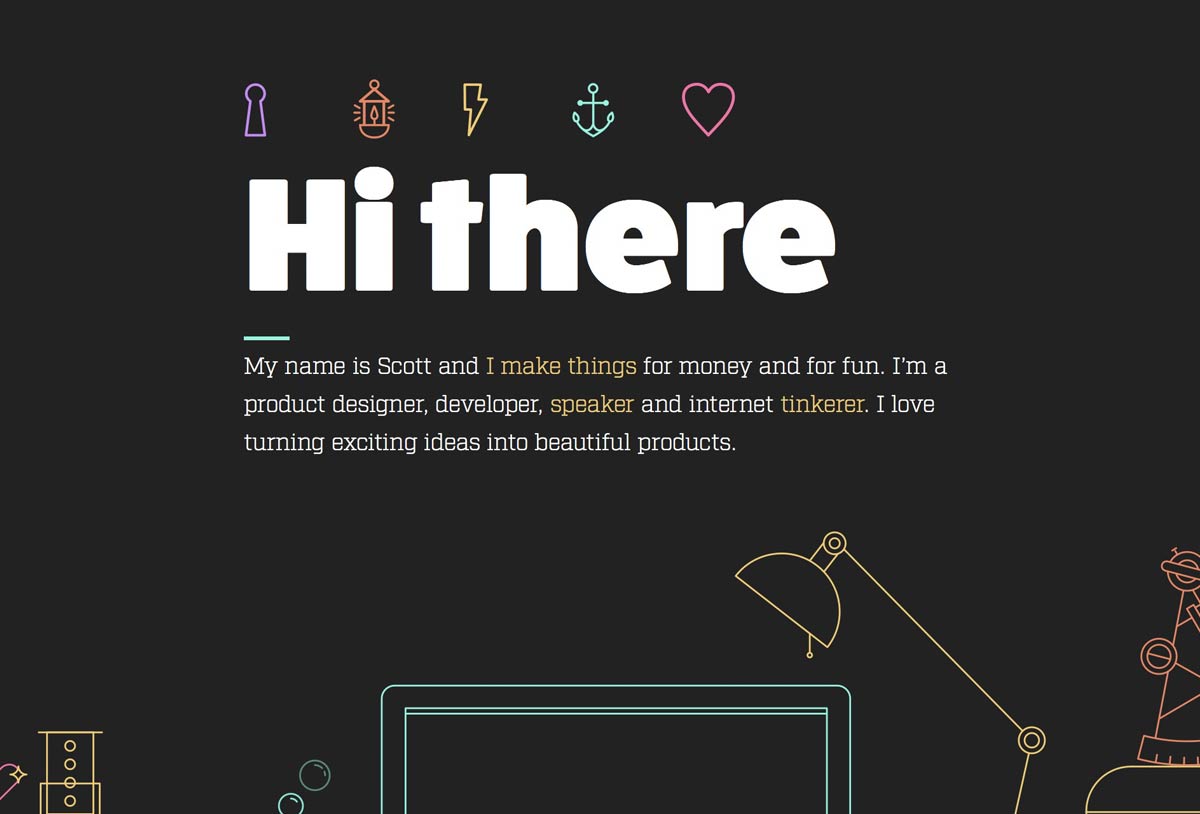 Hi there
My name is Scott and I make things for money and for fun. I’m a
product designer, developer, speaker and internet tinkerer. I love
turning exciting ideas into beautiful products.